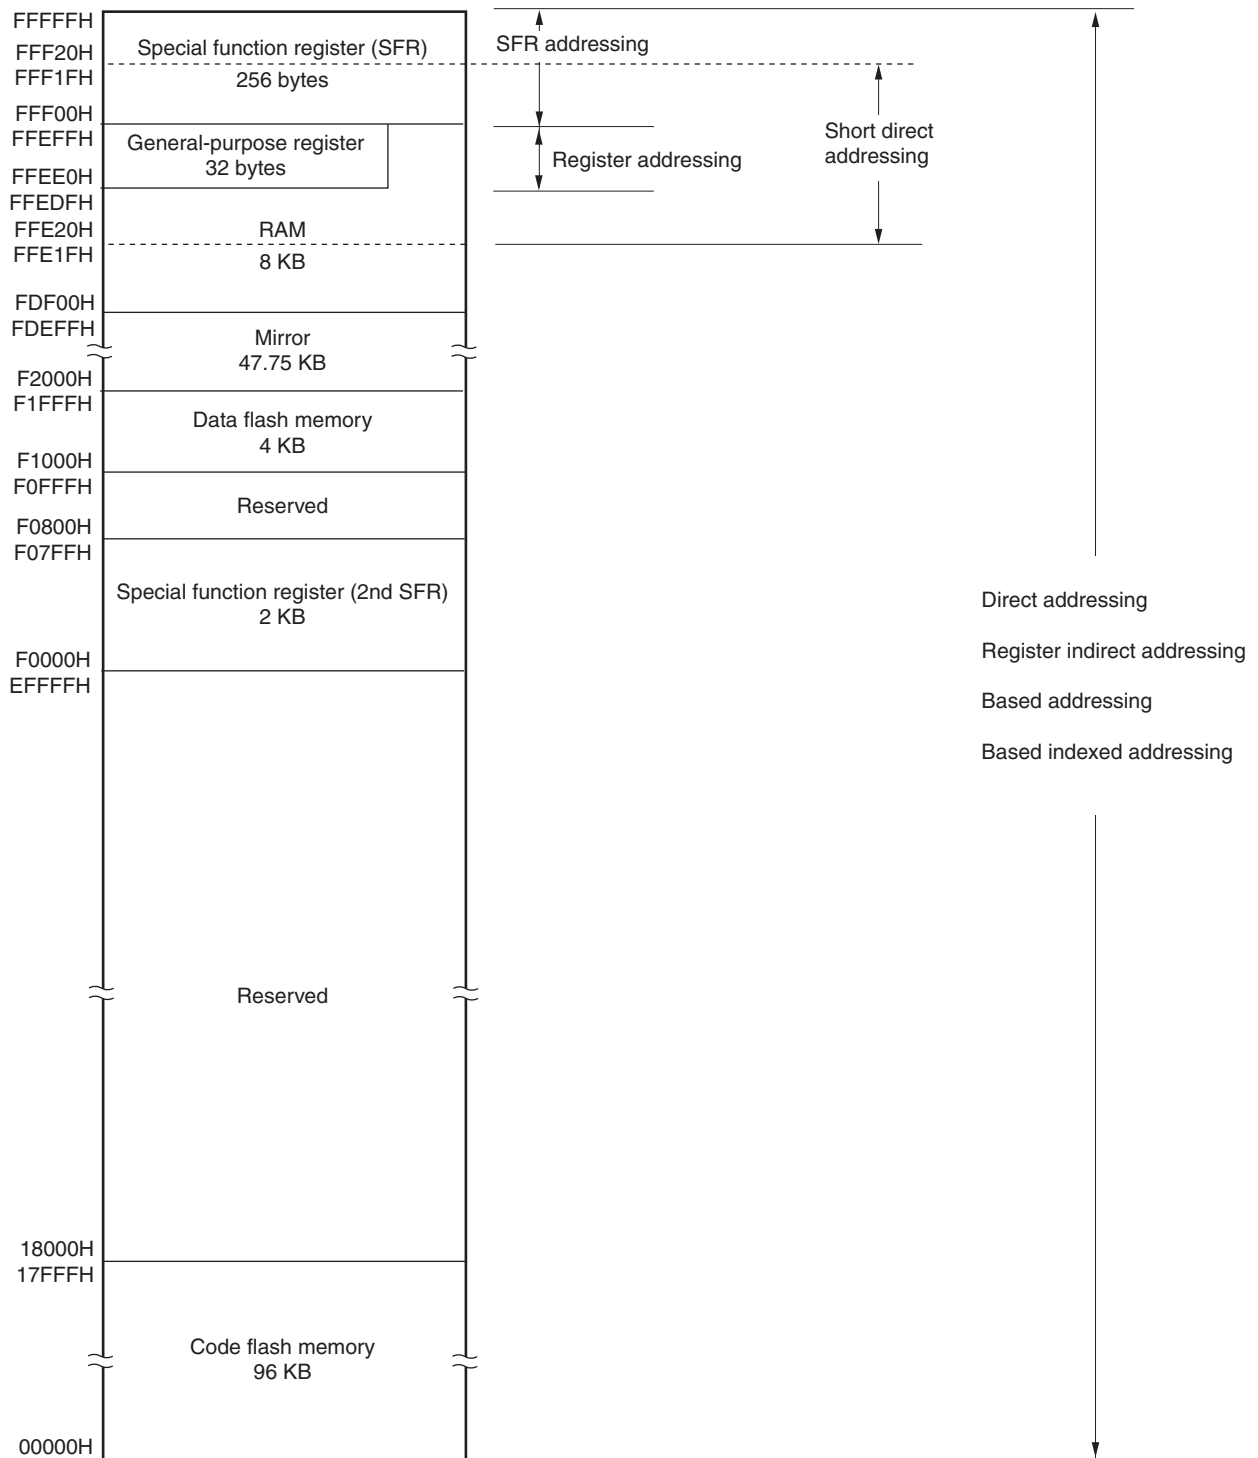 FFFFFH
SFR addressing
FFF20H
Special function register (SFR)
FFF1FH
256 bytes
FFF00H
FFEFFH
General-purpose register
32 bytes
Register addressing
Short direct
addressing
FFEE0H
FFEDFH
FFE20H
RAM
FFE1FH
8 KB
FDF00H
FDEFFH
Mirror
47.75 KB
F2000H
F1FFFH
Data flash memory
4 KB
F1000H
F0FFFH
Reserved
F0800H
F07FFH
Special function register (2nd SFR)
2 KB
Direct addressing
Register indirect addressing
Based addressing
Based indexed addressing
F0000H
EFFFFH
Reserved
18000H
17FFFH
Code flash memory
96 KB
00000H